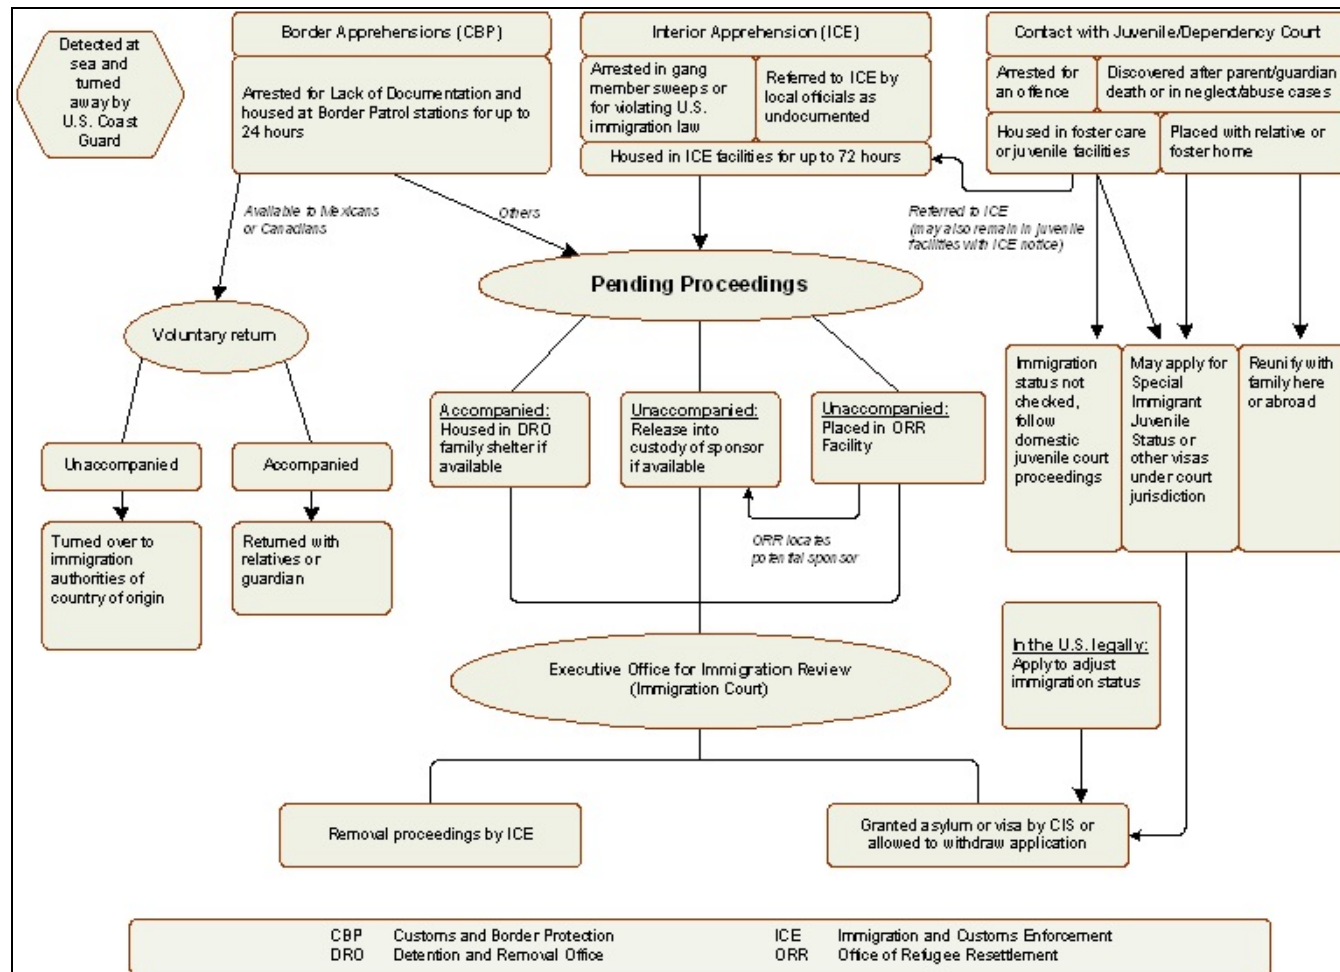 Detected at
sea and
turned
away by
U.S. Coast
Guard
Border Apprehensions (CBP)
Arrested for Lack of Documentation and
housed at Border Patrol stations for up to
24 hours
Interior Apprehension (ICE)
Arrested in gang
member sweeps or
for violating U.S.
immigration law
Referred to ICE by
local officials as
undocumented
Housed in ICE facilities for up to 72 hours
Contact with Juvenile/Dependency Court
Arrested for
an offence
Discovered after parent/guardian
death or in neglect/abuse cases
Housed in foster care
or juvenile facilities
Placed with relative or
foster home
Available to Mexicans
or Canadians
Others
Referred to ICE
(may also remain in juvenile
facilities with ICE notice)
Pending Proceedings
Voluntary return
Unaccompanied
Accompanied
Turned over to
immigration
authorities of
country of origin
Returned with
relatives or
guardian
Accompanied:
Housed in DRO
family shelter if
available
Unaccompanied:
Release into
custody of sponsor
if available
Unaccompanied:
Placed in ORR
Facility
ORR locates
potential sponsor
Immigration
status not
checked,
follow
domestic
juvenile court
proceedings
May apply for
Special
Immigrant
Juvenile
Status or
other visas
under court
jurisdiction
Reunify with
family here
or abroad
Executive Office for Immigration Review
(Immigration Court)
In the U.S. legally:
Apply to adjust
immigration status
Removal proceedings by ICE
Granted asylum or visa by CIS or
allowed to withdraw application
CBP Customs and Border Protection
ICE Immigration and Customs Enforcement
DRO Detention and Removal Office
ORR Office of Refugee Resettlement